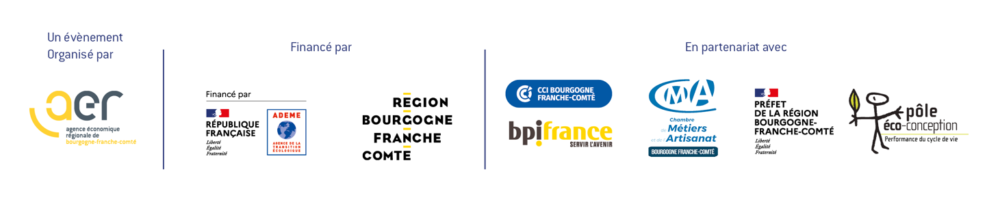 Un évènement
Organisé par
aer
agence économique
régionale de
bourgogne-franche-comté
Financé par
Financé par
RÉPUBLIQUE
FRANÇAISE
Liberté
Égalité
Fraternité
ADEME
AGENCE DE LA
TRANSITION
ÉCOLOGIQUE
REGION
BOURGOGNE
FRANCHE
COMTE
En partenariat avec
CCI BOURGOGNE
FRANCHE-COMTÉ
bpifrance
SERVIR L'AVENIR
CMA
Chambre
de Métiers
et de l'Artisanat
BOURGOGNE FRANCHE-COMTÉ
PRÉFET
DE LA RÉGION
BOURGOGNE-
FRANCHE-COMTÉ
Liberté
Égalité
Fraternité
pôle
éco-conception
Performance du cycle de vie